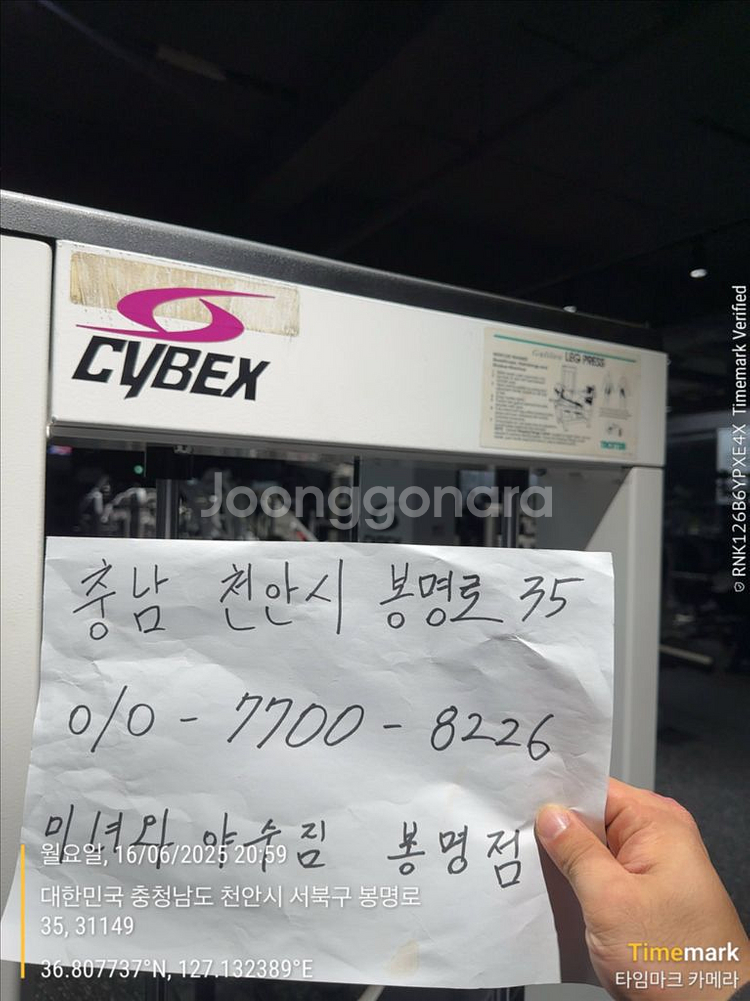 CYBEX
LEG PRESS
Joonggonara
충남 천안시 봉명로 35
010-7700-8226
미녀와 야수짐 봉명점
월요일, 16/06/2025 20:59
대한민국 충청남도 천안시 서북구 봉명로
35, 31149
36.807737°N, 127.132389°E
RNK126B6YPXE4X Timemark Verified
Timemark
타임마크 카메라